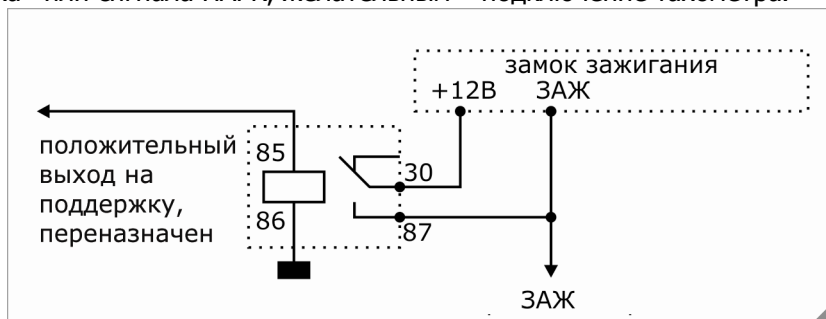 замок зажигания
+12В ЗАЖ
положительный
выход на
поддержку,
переназначен
85
86
30
87
ЗАЖ